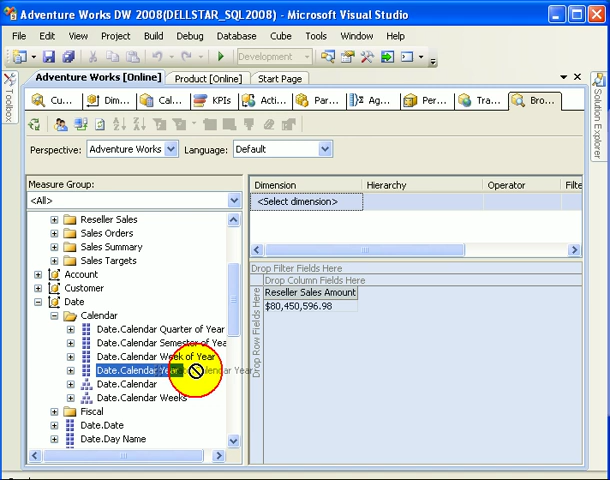 Adventure Works DW 2008(DELLSTAR_SQL2008) - Microsoft Visual Studio
File Edit View Project Build Debug Database Cube Tools Window Help
Development
Adventure Works [Online] Product [Online] Start Page
Toolbox
Cu... Dim... Cal... KPIs Acti... Par... Ag... Per... Tra... Bro...
Solution Explorer
Perspective: Adventure Works Language: Default
Measure Group:
<All>
Reseller Sales
Sales Orders
Sales Summary
Sales Targets
Account
Customer
Date
Calendar
Date.Calendar Quarter of Year
Date.Calendar Semester of Yea
Date.Calendar Week of Year
Date.Calendar Year
Date.Calendar
Date.Calendar Weeks
Fiscal
Date.Date
Date.Day Name
Dimension Hierarchy Operator Filte
<Select dimension>
Drop Filter Fields Here
Drop Column Fields Here
Drop Row Fields Here
Reseller Sales Amount
$80,450,596.98